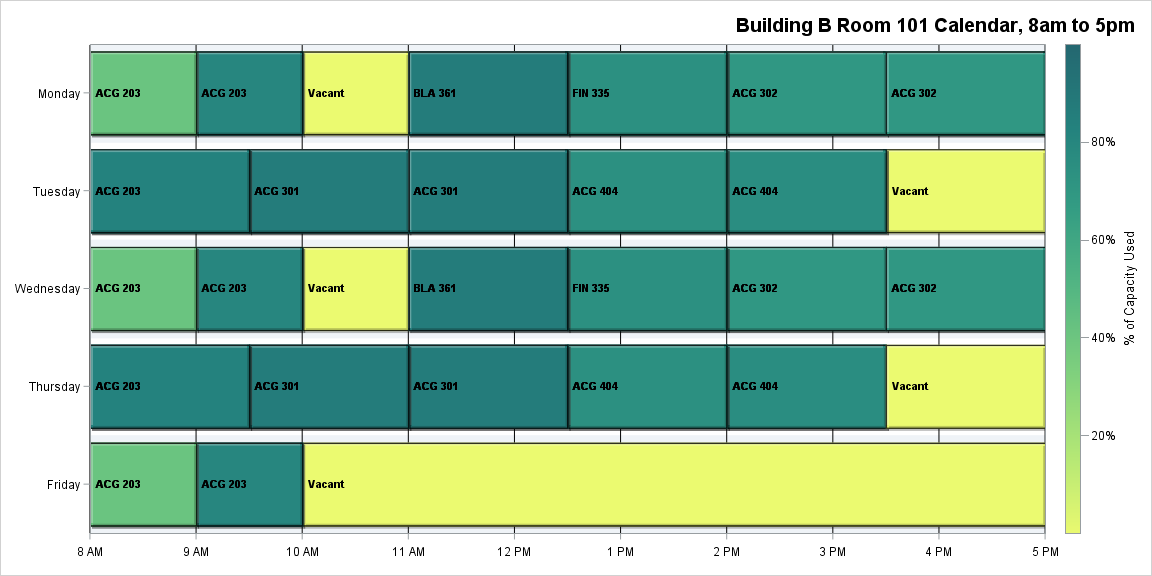 Building B Room 101 Calendar, 8am to 5pm
Monday ACG 203 ACG 203 Vacant BLA 361 FIN 335 ACG 302 ACG 302
80%
Tuesday ACG 203 ACG 301 ACG 301 ACG 404 ACG 404 Vacant
60%
% of Capacity Used
Wednesday ACG 203 ACG 203 Vacant BLA 361 FIN 335 ACG 302 ACG 302
40%
Thursday ACG 203 ACG 301 ACG 301 ACG 404 ACG 404 Vacant
20%
Friday ACG 203 ACG 203 Vacant
8 AM 9 AM 10 AM 11 AM 12 PM 1 PM 2 PM 3 PM 4 PM 5 PM